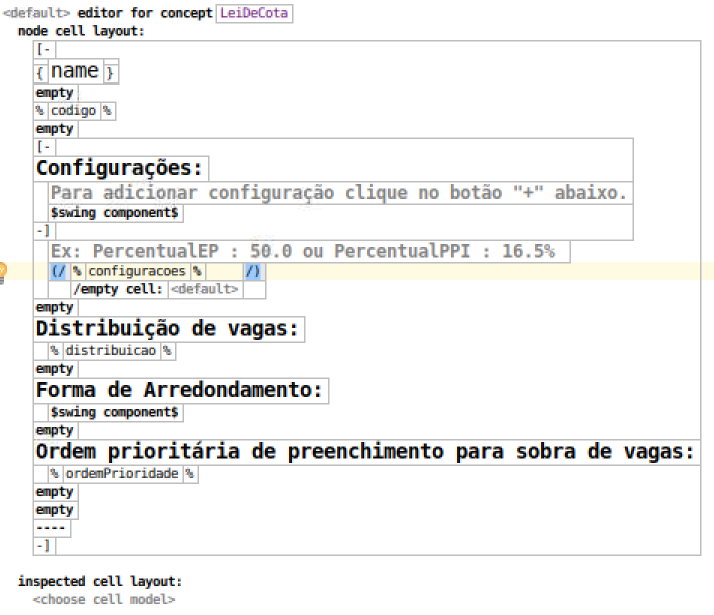 <default> editor for concept LeiDeCota
node cell layout:
[-
{ name }
empty
% codigo %
empty
[-
Configurações:
Para adicionar configuração clique no botão "+" abaixo.
$swing component$
-]
Ex: PercentualEP : 50.0 ou PercentualPPI : 16.5%
(/ % configuracoes % /)
/empty cell: <default>
empty
Distribuição de vagas:
% distribuicao %
empty
Forma de Arredondamento:
$swing component$
empty
Ordem prioritária de preenchimento para sobra de vagas:
% ordemPrioridade %
empty
empty
----
-]
inspected cell layout:
<choose cell model>